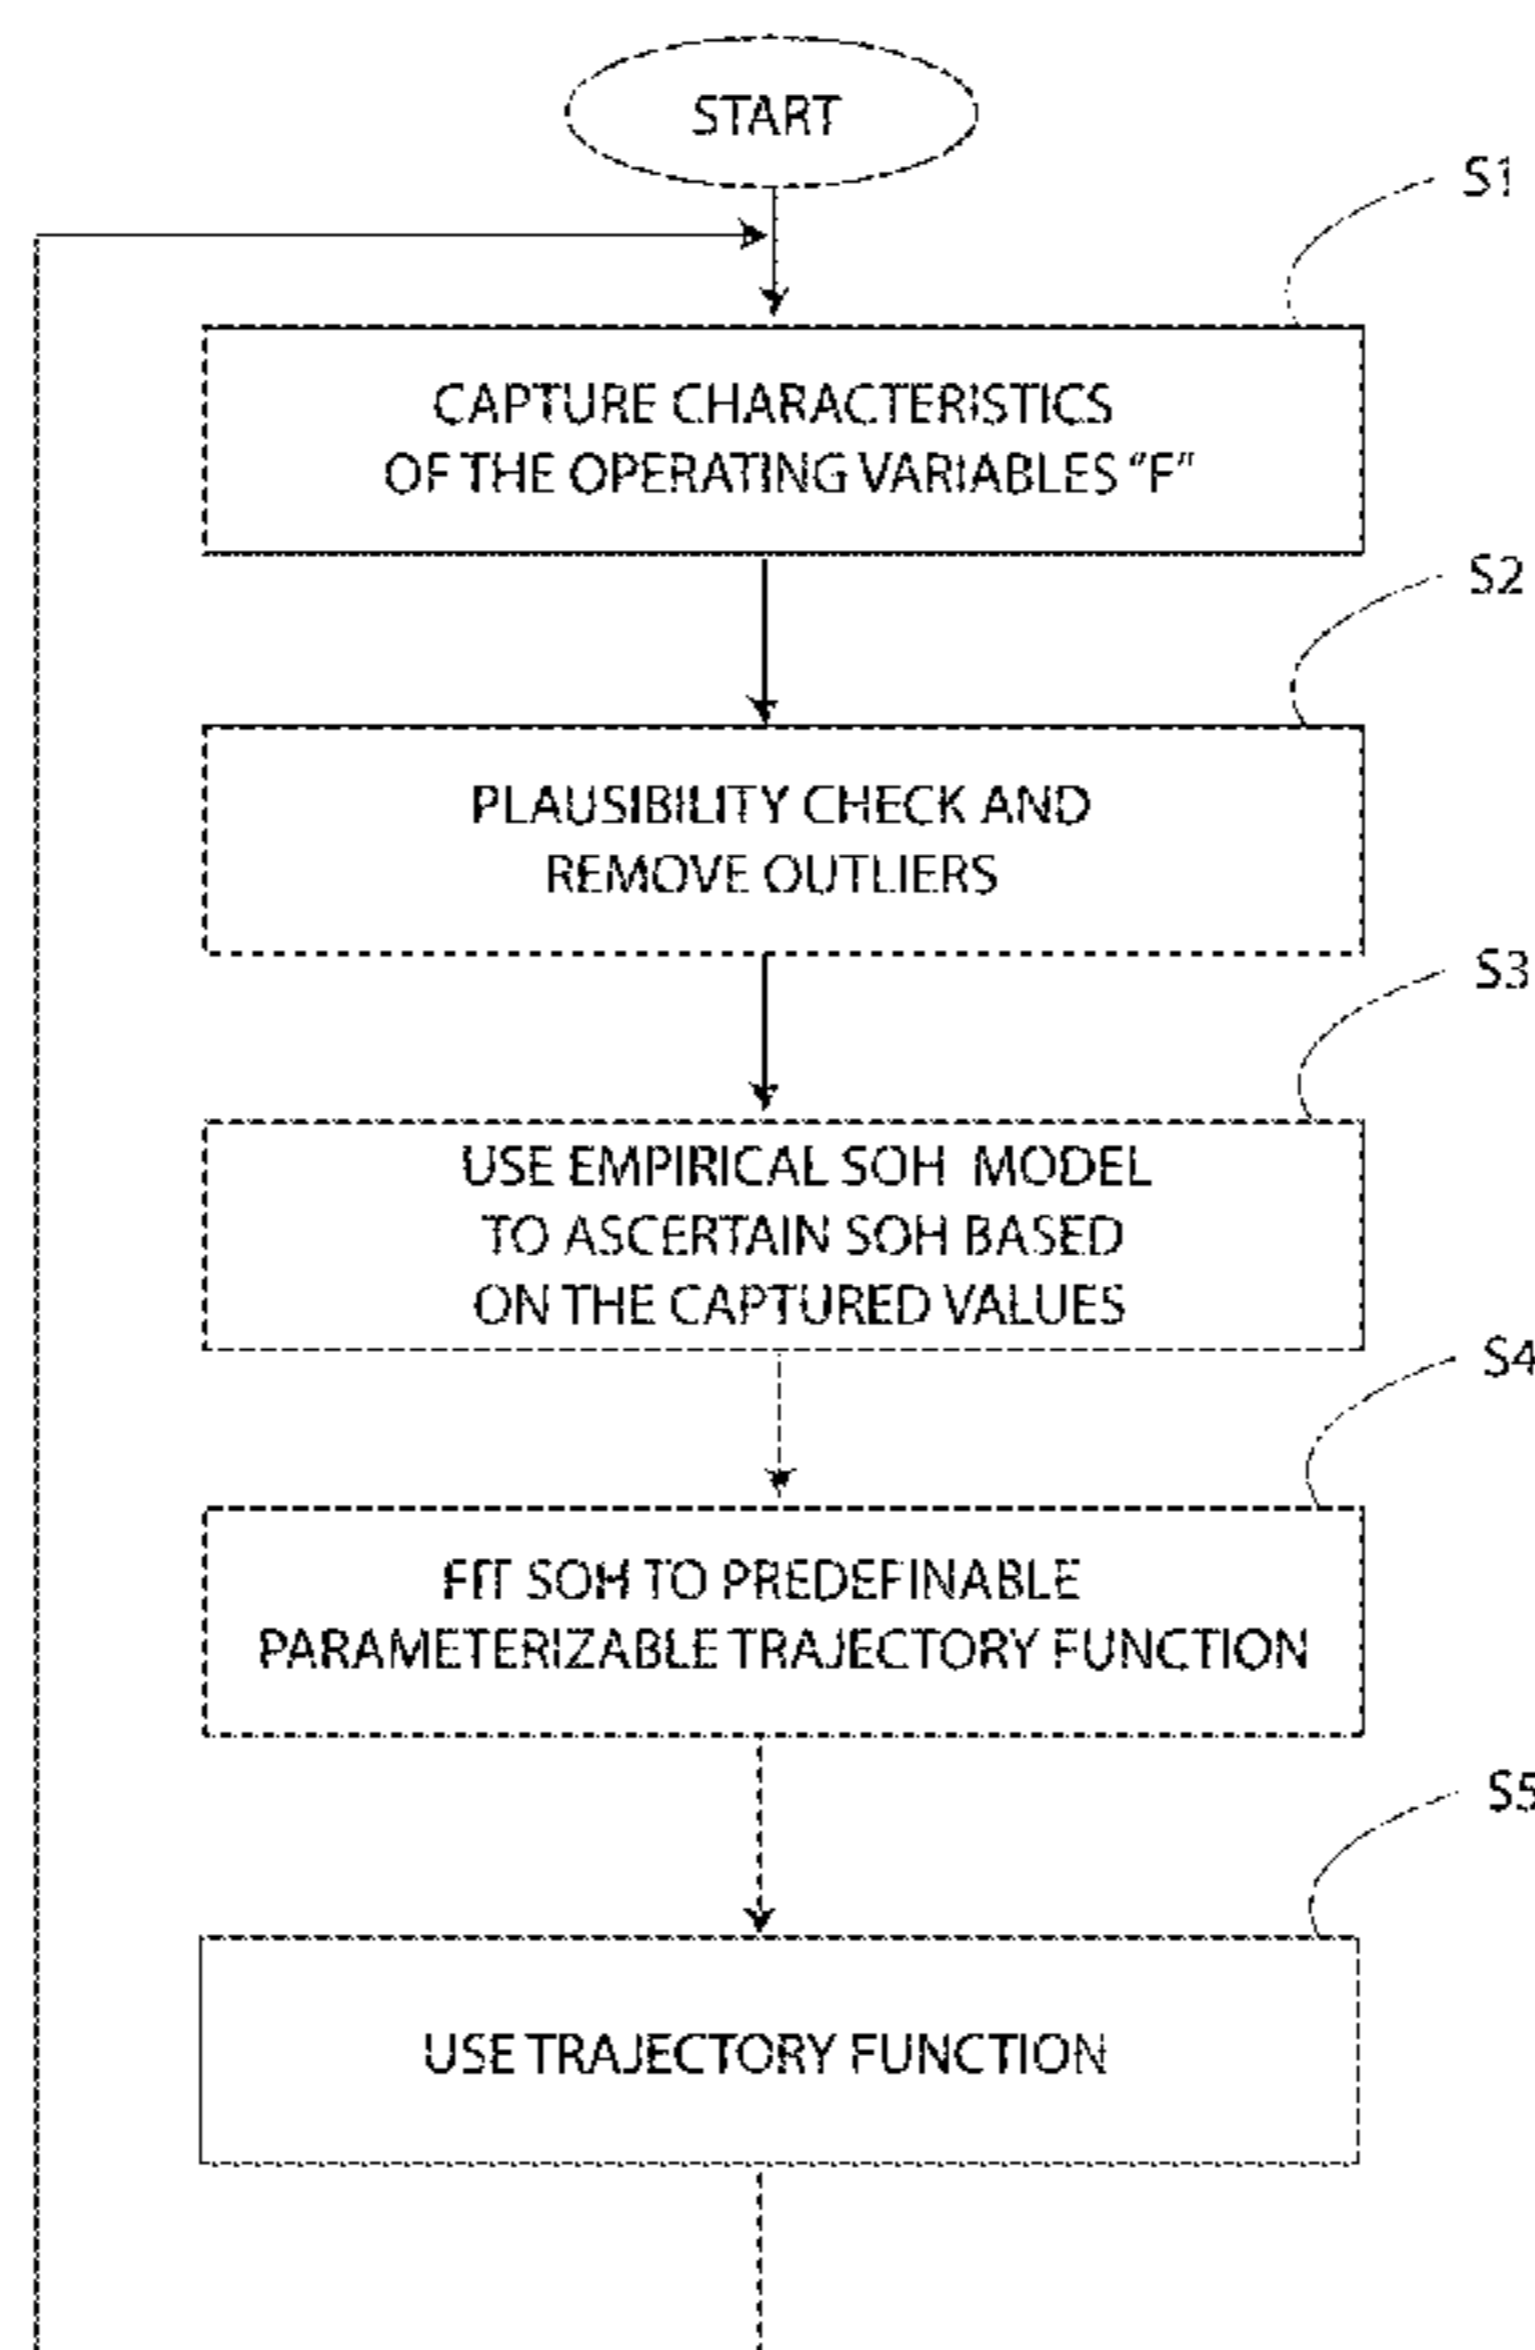 START
S1
CAPTURE CHARACTERISTICS
OF THE OPERATING VARIABLES "F"
S2
PLAUSIBILITY CHECK AND
REMOVE OUTLIERS
S3
USE EMPIRICAL SOH MODEL
TO ASCERTAIN SOH BASED
ON THE CAPTURED VALUES
S4
FIT SOH TO PREDEFINABLE
PARAMETERIZABLE TRAJECTORY FUNCTION
S5
USE TRAJECTORY FUNCTION